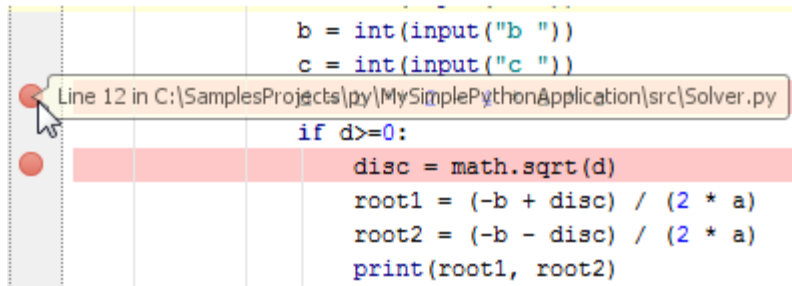 b = int(input("b "))
c = int(input("c "))
Line 12 in C:\SamplesProjects\py\MySimplePythonApplication\src\Solver.py
if d>=0:
disc = math.sqrt(d)
root1 = (-b + disc) / (2 * a)
root2 = (-b - disc) / (2 * a)
print(root1, root2)